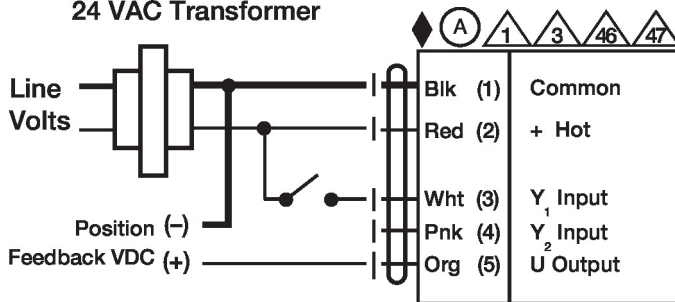 24 VAC Transformer
A 1 3 46 47
Line Volts
Blk (1) Common
Red (2) + Hot
Wht (3) Y1 Input
Position (–)
Pnk (4) Y2 Input
Feedback VDC (+)
Org (5) U Output